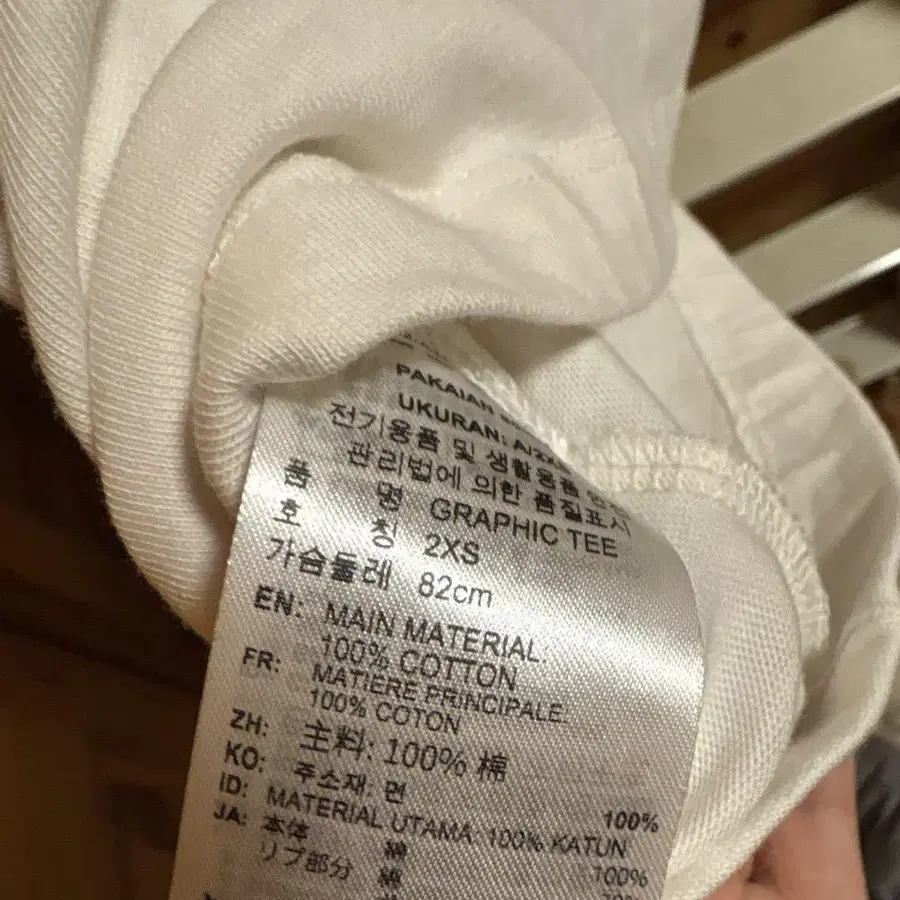 PAKAIAN
UKURAN: A/2XS
전기용품 및 생활용품 안전
관리법에 의한 품질표시
품 명 GRAPHIC TEE
호 칭 2XS
가슴둘레 82cm
EN: MAIN MATERIAL:
100% COTTON
FR: MATIERE PRINCIPALE:
100% COTON
ZH: 主料: 100% 棉
KO: 주소재: 면 100%
ID: MATERIAL UTAMA: 100% KATUN
JA: 本体 綿 100%
リブ部分 綿